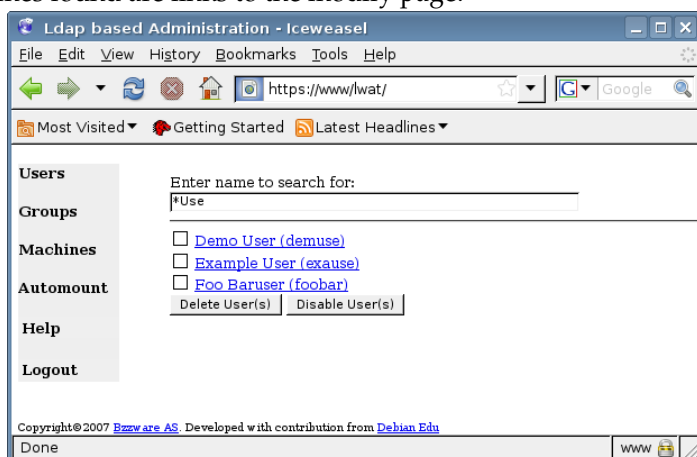 Ldap based Administration - Iceweasel
File Edit View History Bookmarks Tools Help
https://www/lwat/
G Google
Most Visited Getting Started Latest Headlines
Users
Groups
Machines
Automount
Help
Logout
Enter name to search for:
*Use
Demo User (demuse)
Example User (exause)
Foo Baruser (foobar)
Delete User(s) Disable User(s)
Copyright©2007 Bzzware AS. Developed with contribution from Debian Edu
Done www